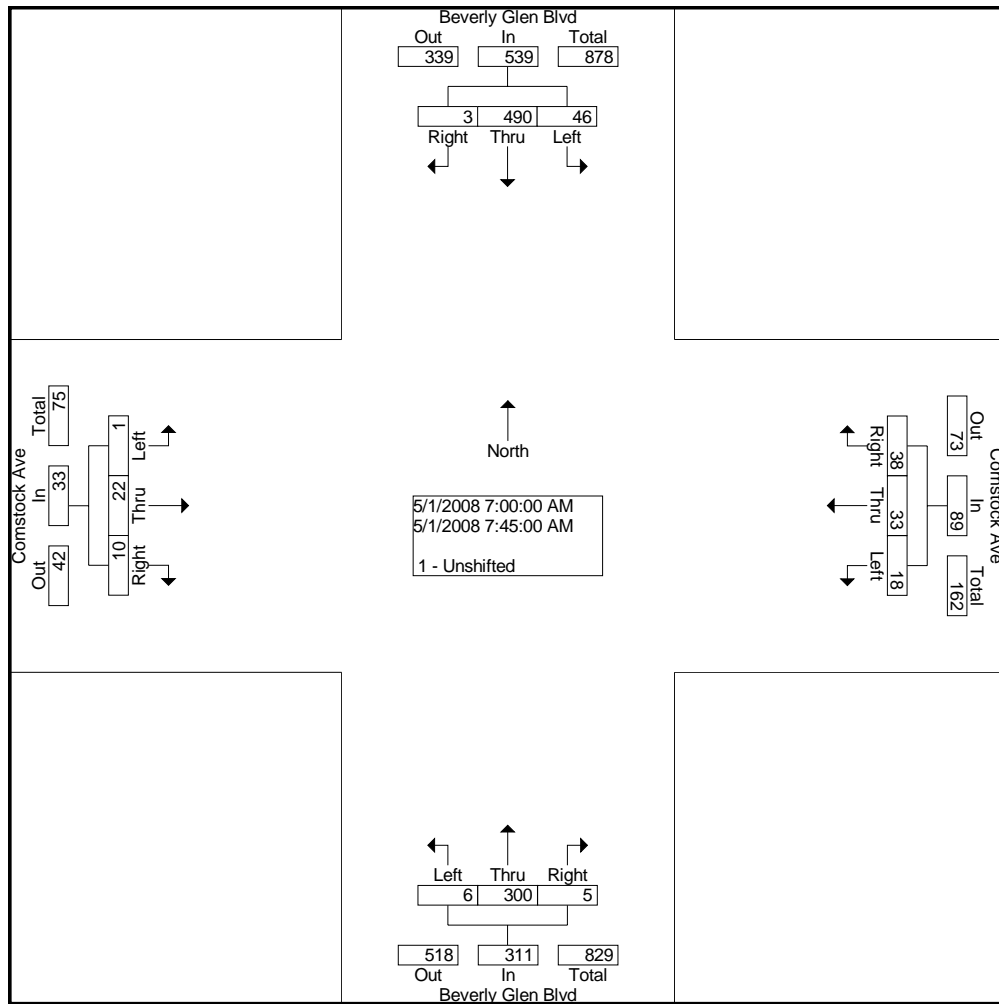 Beverly Glen Blvd
Out In Total
339 539 878
3 490 46
Right Thru Left
Comstock Ave
Total In Out
75 33 42
1 22 10
Left Thru Right
North
5/1/2008 7:00:00 AM
5/1/2008 7:45:00 AM
1 - Unshifted
Right Thru Left
38 33 18
73 89 162
Out In Total
Comstock Ave
Left Thru Right
6 300 5
518 311 829
Out In Total
Beverly Glen Blvd